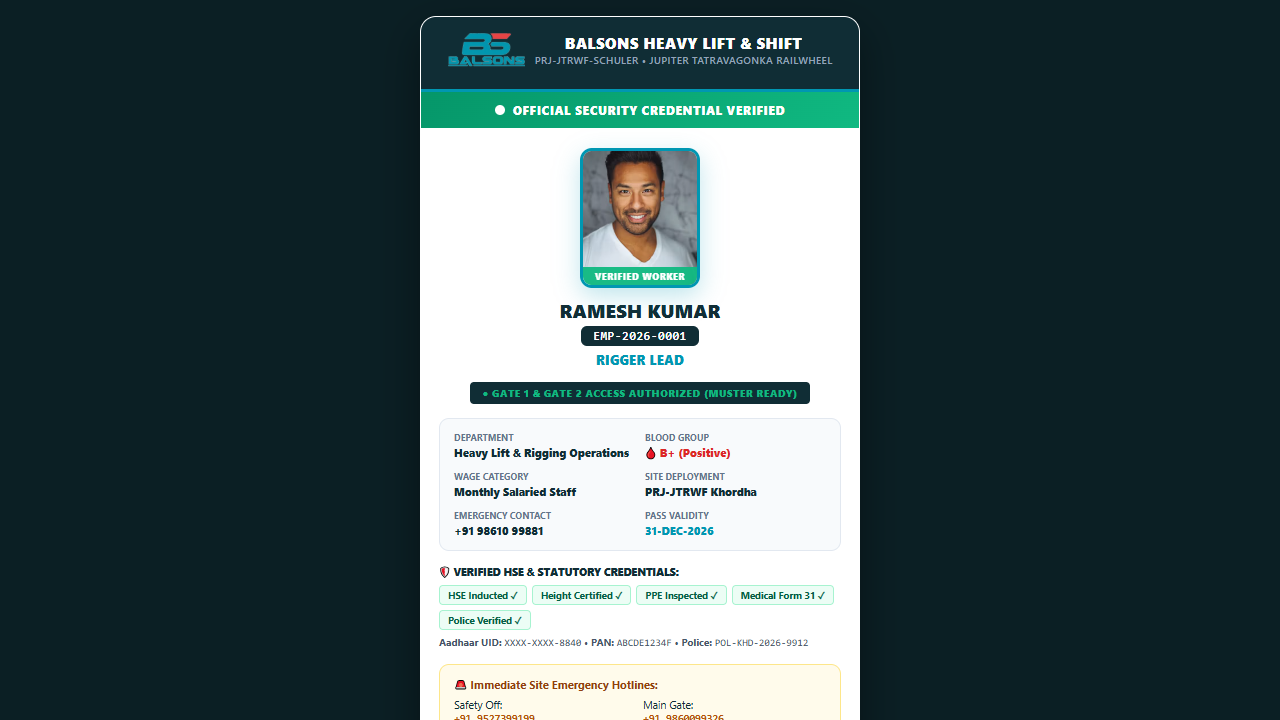 BS
BALSONS
BALSONS HEAVY LIFT & SHIFT
PRJ-JTRWF-SCHULER • JUPITER TATRAVAGONKA RAILWHEEL
OFFICIAL SECURITY CREDENTIAL VERIFIED
VERIFIED WORKER
RAMESH KUMAR
EMP-2026-0001
RIGGER LEAD
• GATE 1 & GATE 2 ACCESS AUTHORIZED (MUSTER READY)
DEPARTMENT
Heavy Lift & Rigging Operations
BLOOD GROUP
🩸 B+ (Positive)
WAGE CATEGORY
Monthly Salaried Staff
SITE DEPLOYMENT
PRJ-JTRWF Khordha
EMERGENCY CONTACT
+91 98610 99881
PASS VALIDITY
31-DEC-2026
🛡️ VERIFIED HSE & STATUTORY CREDENTIALS:
HSE Inducted ✓ Height Certified ✓ PPE Inspected ✓ Medical Form 31 ✓
Police Verified ✓
Aadhaar UID: XXXX-XXXX-8840 • PAN: ABCDE1234F • Police: POL-KHD-2026-9912
🚨 Immediate Site Emergency Hotlines:
Safety Off:
+91 9527399199
Main Gate:
+91 9860099326